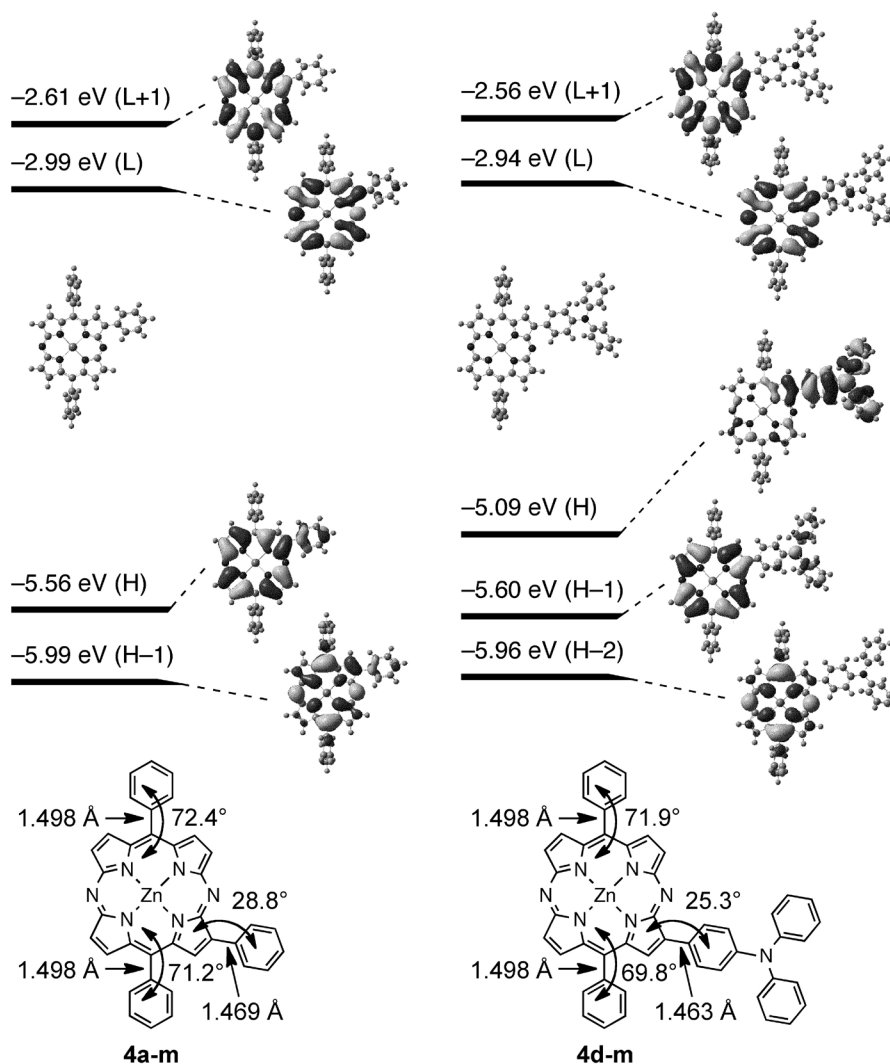 –2.61 eV (L+1)
–2.99 eV (L)
–5.56 eV (H)
–5.99 eV (H–1)
–2.56 eV (L+1)
–2.94 eV (L)
–5.09 eV (H)
–5.60 eV (H–1)
–5.96 eV (H–2)
1.498 Å
72.4°
N
N
N
Zn
N
28.8°
N
N
1.498 Å
71.2°
1.469 Å
4a-m
1.498 Å
71.9°
N
N
N
Zn
N
25.3°
N
N
1.498 Å
69.8°
N
1.463 Å
4d-m